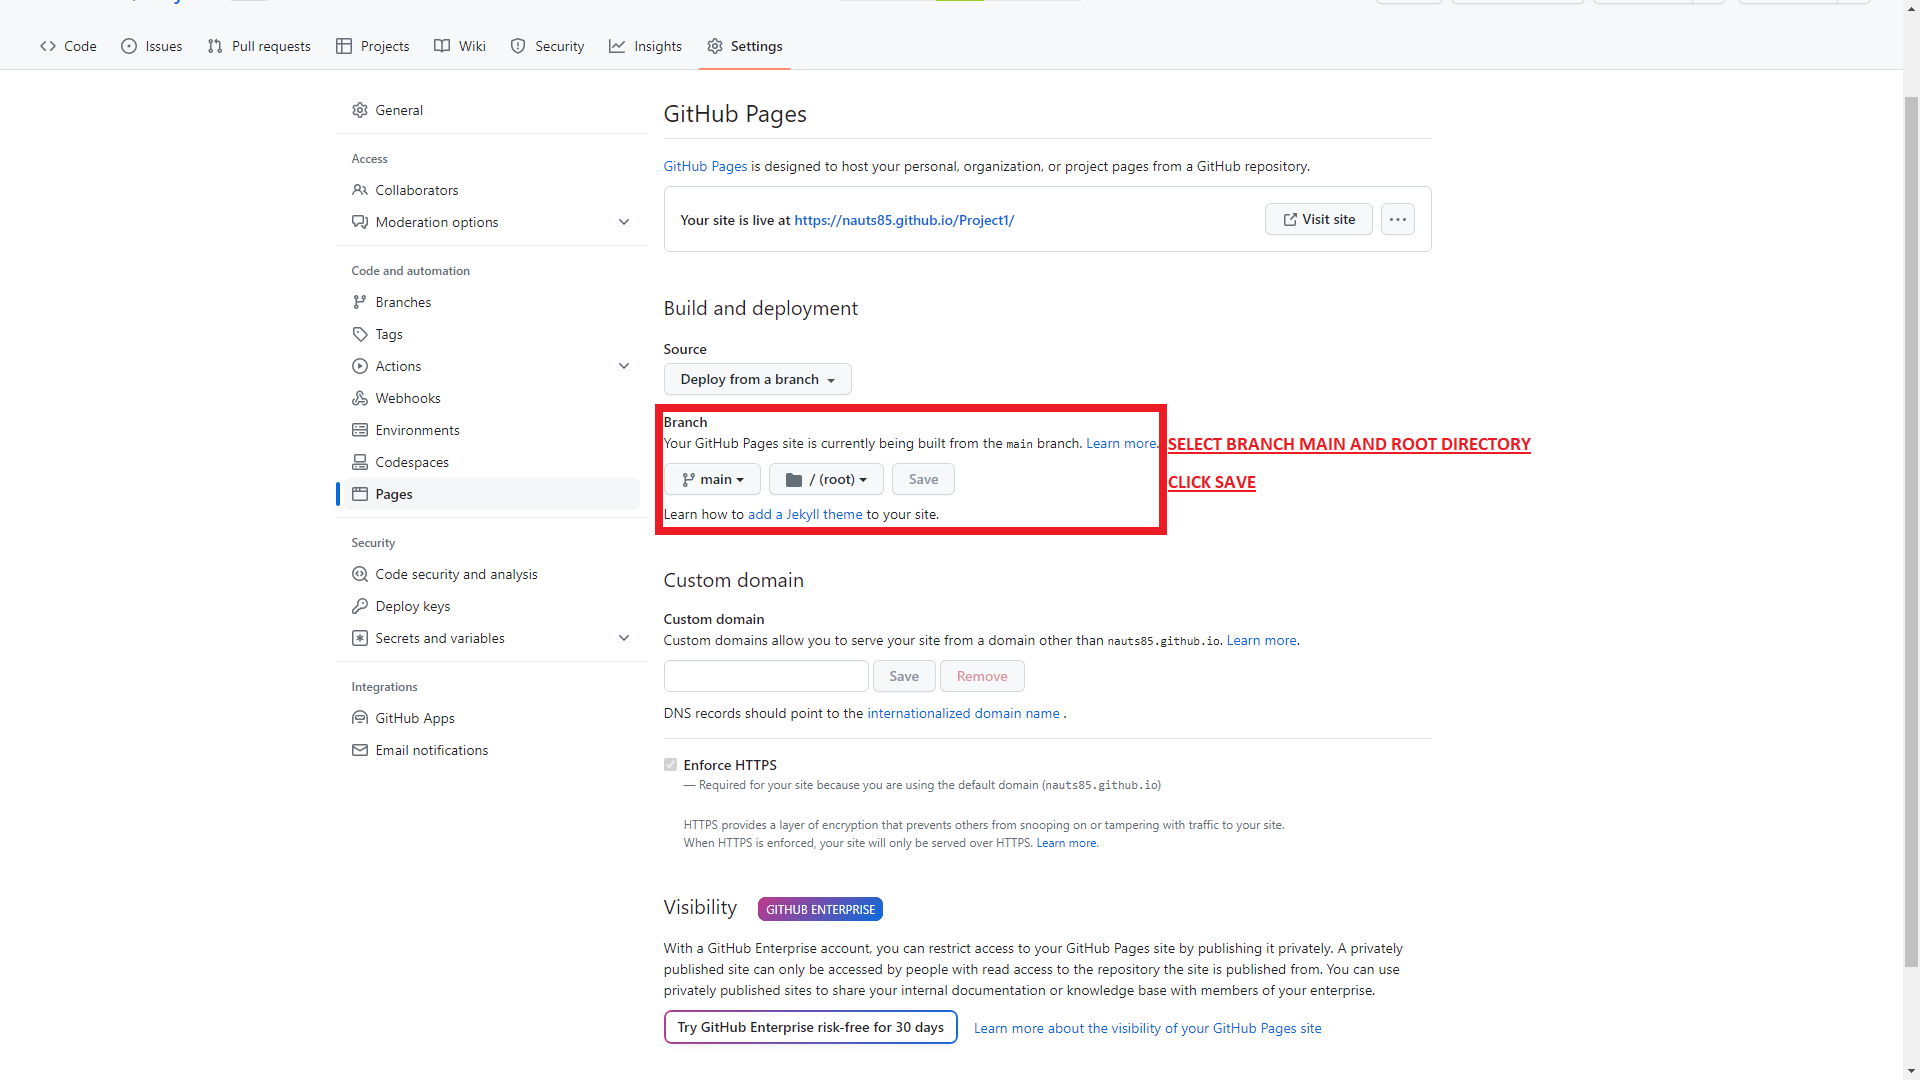 Code
Issues
Pull requests
Projects
Wiki
Security
Insights
Settings
General
Access
Collaborators
Moderation options
Code and automation
Branches
Tags
Actions
Webhooks
Environments
Codespaces
Pages
Security
Code security and analysis
Deploy keys
Secrets and variables
Integrations
GitHub Apps
Email notifications
GitHub Pages
GitHub Pages is designed to host your personal, organization, or project pages from a GitHub repository.
Your site is live at https://nauts85.github.io/Project1/
Visit site
Build and deployment
Source
Deploy from a branch
Branch
Your GitHub Pages site is currently being built from the main branch. Learn more.
SELECT BRANCH MAIN AND ROOT DIRECTORY
main
/ (root)
Save
CLICK SAVE
Learn how to add a Jekyll theme to your site.
Custom domain
Custom domain
Custom domains allow you to serve your site from a domain other than nauts85.github.io. Learn more.
Save
Remove
DNS records should point to the internationalized domain name .
Enforce HTTPS
— Required for your site because you are using the default domain (nauts85.github.io)
HTTPS provides a layer of encryption that prevents others from snooping on or tampering with traffic to your site.
When HTTPS is enforced, your site will only be served over HTTPS. Learn more.
Visibility
GITHUB ENTERPRISE
With a GitHub Enterprise account, you can restrict access to your GitHub Pages site by publishing it privately. A privately
published site can only be accessed by people with read access to the repository the site is published from. You can use
privately published sites to share your internal documentation or knowledge base with members of your enterprise.
Try GitHub Enterprise risk-free for 30 days
Learn more about the visibility of your GitHub Pages site